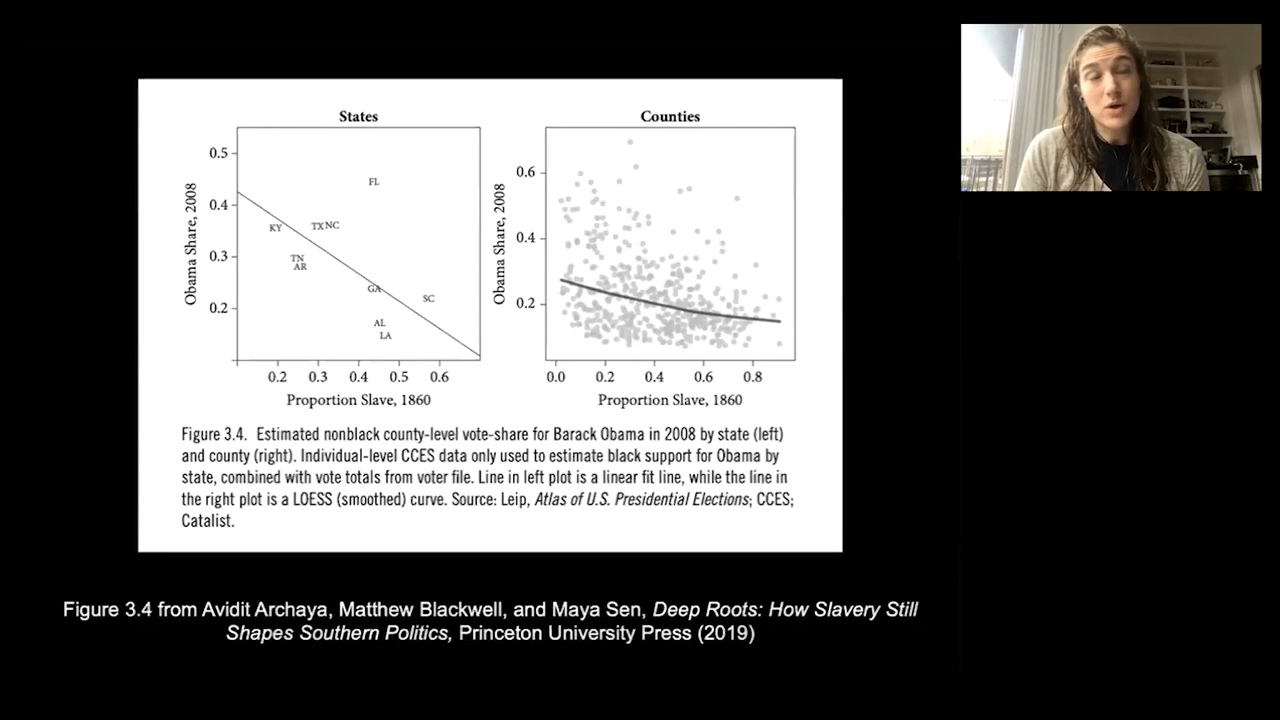 States
Counties
0.5
0.4
0.3
0.2
Obama Share, 2008
FL
KY
TX NC
TN
AR
GA
SC
AL
LA
0.2 0.3 0.4 0.5 0.6
Proportion Slave, 1860
0.6
0.4
0.2
Obama Share, 2008
0.0 0.2 0.4 0.6 0.8
Proportion Slave, 1860
Figure 3.4. Estimated nonblack county-level vote-share for Barack Obama in 2008 by state (left)
and county (right). Individual-level CCES data only used to estimate black support for Obama by
state, combined with vote totals from voter file. Line in left plot is a linear fit line, while the line in
the right plot is a LOESS (smoothed) curve. Source: Leip, Atlas of U.S. Presidential Elections; CCES;
Catalist.
Figure 3.4 from Avidit Archaya, Matthew Blackwell, and Maya Sen, Deep Roots: How Slavery Still
Shapes Southern Politics, Princeton University Press (2019)